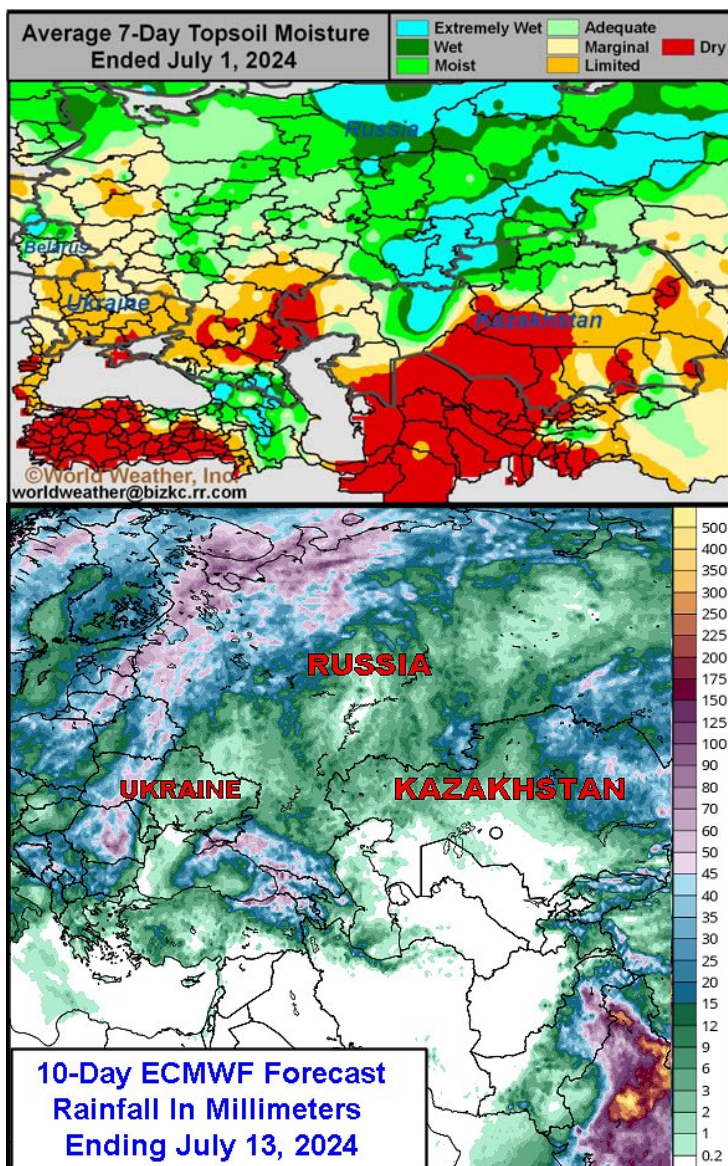 Average 7-Day Topsoil Moisture
Ended July 1, 2024
Extremely Wet
Wet
Moist
Adequate
Marginal
Limited
Dry
Russia
Belarus
Ukraine
Kazakhstan
©World Weather, Inc.
worldweather@bizkc.rr.com
RUSSIA
UKRAINE
KAZAKHSTAN
500
400
300
250
225
200
175
150
125
100
90
80
70
60
50
45
40
35
30
25
20
15
12
9
6
3
2
1
0.2
10-Day ECMWF Forecast
Rainfall In Millimeters
Ending July 13, 2024